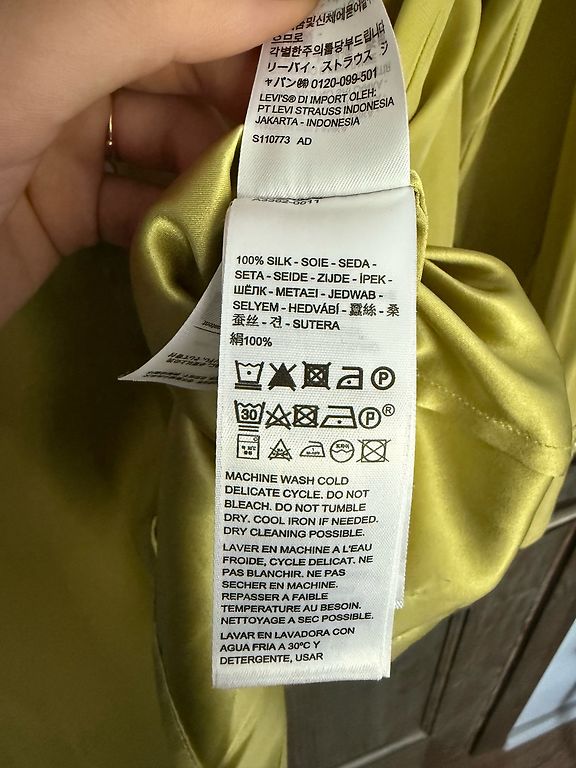 으므로
각별한주의를당부드립니다
リーバイ・ストラウス ジ
ャパン㈱ 0120-099-501
LEVI'S® DI IMPORT OLEH:
PT LEVI STRAUSS INDONESIA
JAKARTA - INDONESIA
S110773 AD
100% SILK - SOIE - SEDA -
SETA - SEIDE - ZIJDE - İPEK -
ШЁЛК - ΜΕΤΑΞΙ - JEDWAB -
SELYEM - HEDVÁBÍ - 蠶絲 - 桑
蚕丝 - 견 - SUTERA
絹100%
P
30 P®
MACHINE WASH COLD
DELICATE CYCLE. DO NOT
BLEACH. DO NOT TUMBLE
DRY. COOL IRON IF NEEDED.
DRY CLEANING POSSIBLE.
LAVER EN MACHINE A L'EAU
FROIDE, CYCLE DELICAT. NE
PAS BLANCHIR. NE PAS
SECHER EN MACHINE.
REPASSER A FAIBLE
TEMPERATURE AU BESOIN.
NETTOYAGE A SEC POSSIBLE.
LAVAR EN LAVADORA CON
AGUA FRIA A 30ºC Y
DETERGENTE, USAR